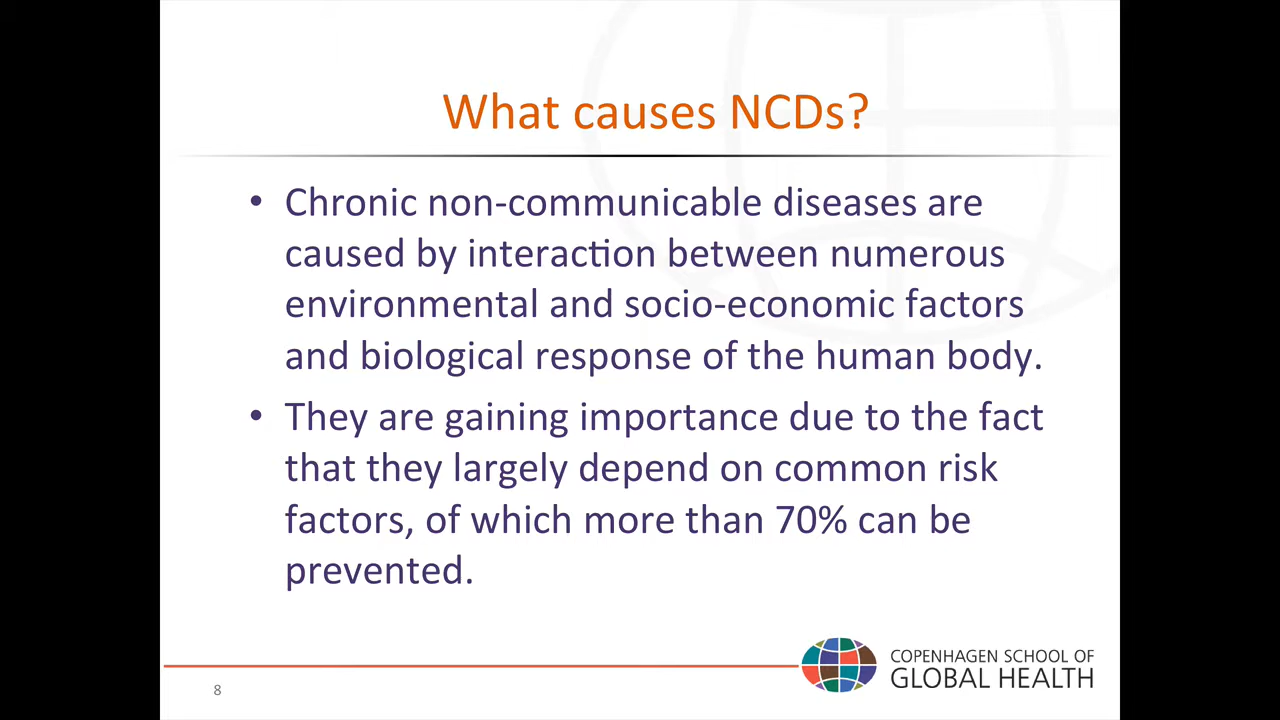 What causes NCDs?
• Chronic non-communicable diseases are
caused by interaction between numerous
environmental and socio-economic factors
and biological response of the human body.
• They are gaining importance due to the fact
that they largely depend on common risk
factors, of which more than 70% can be
prevented.
COPENHAGEN SCHOOL OF
GLOBAL HEALTH
8